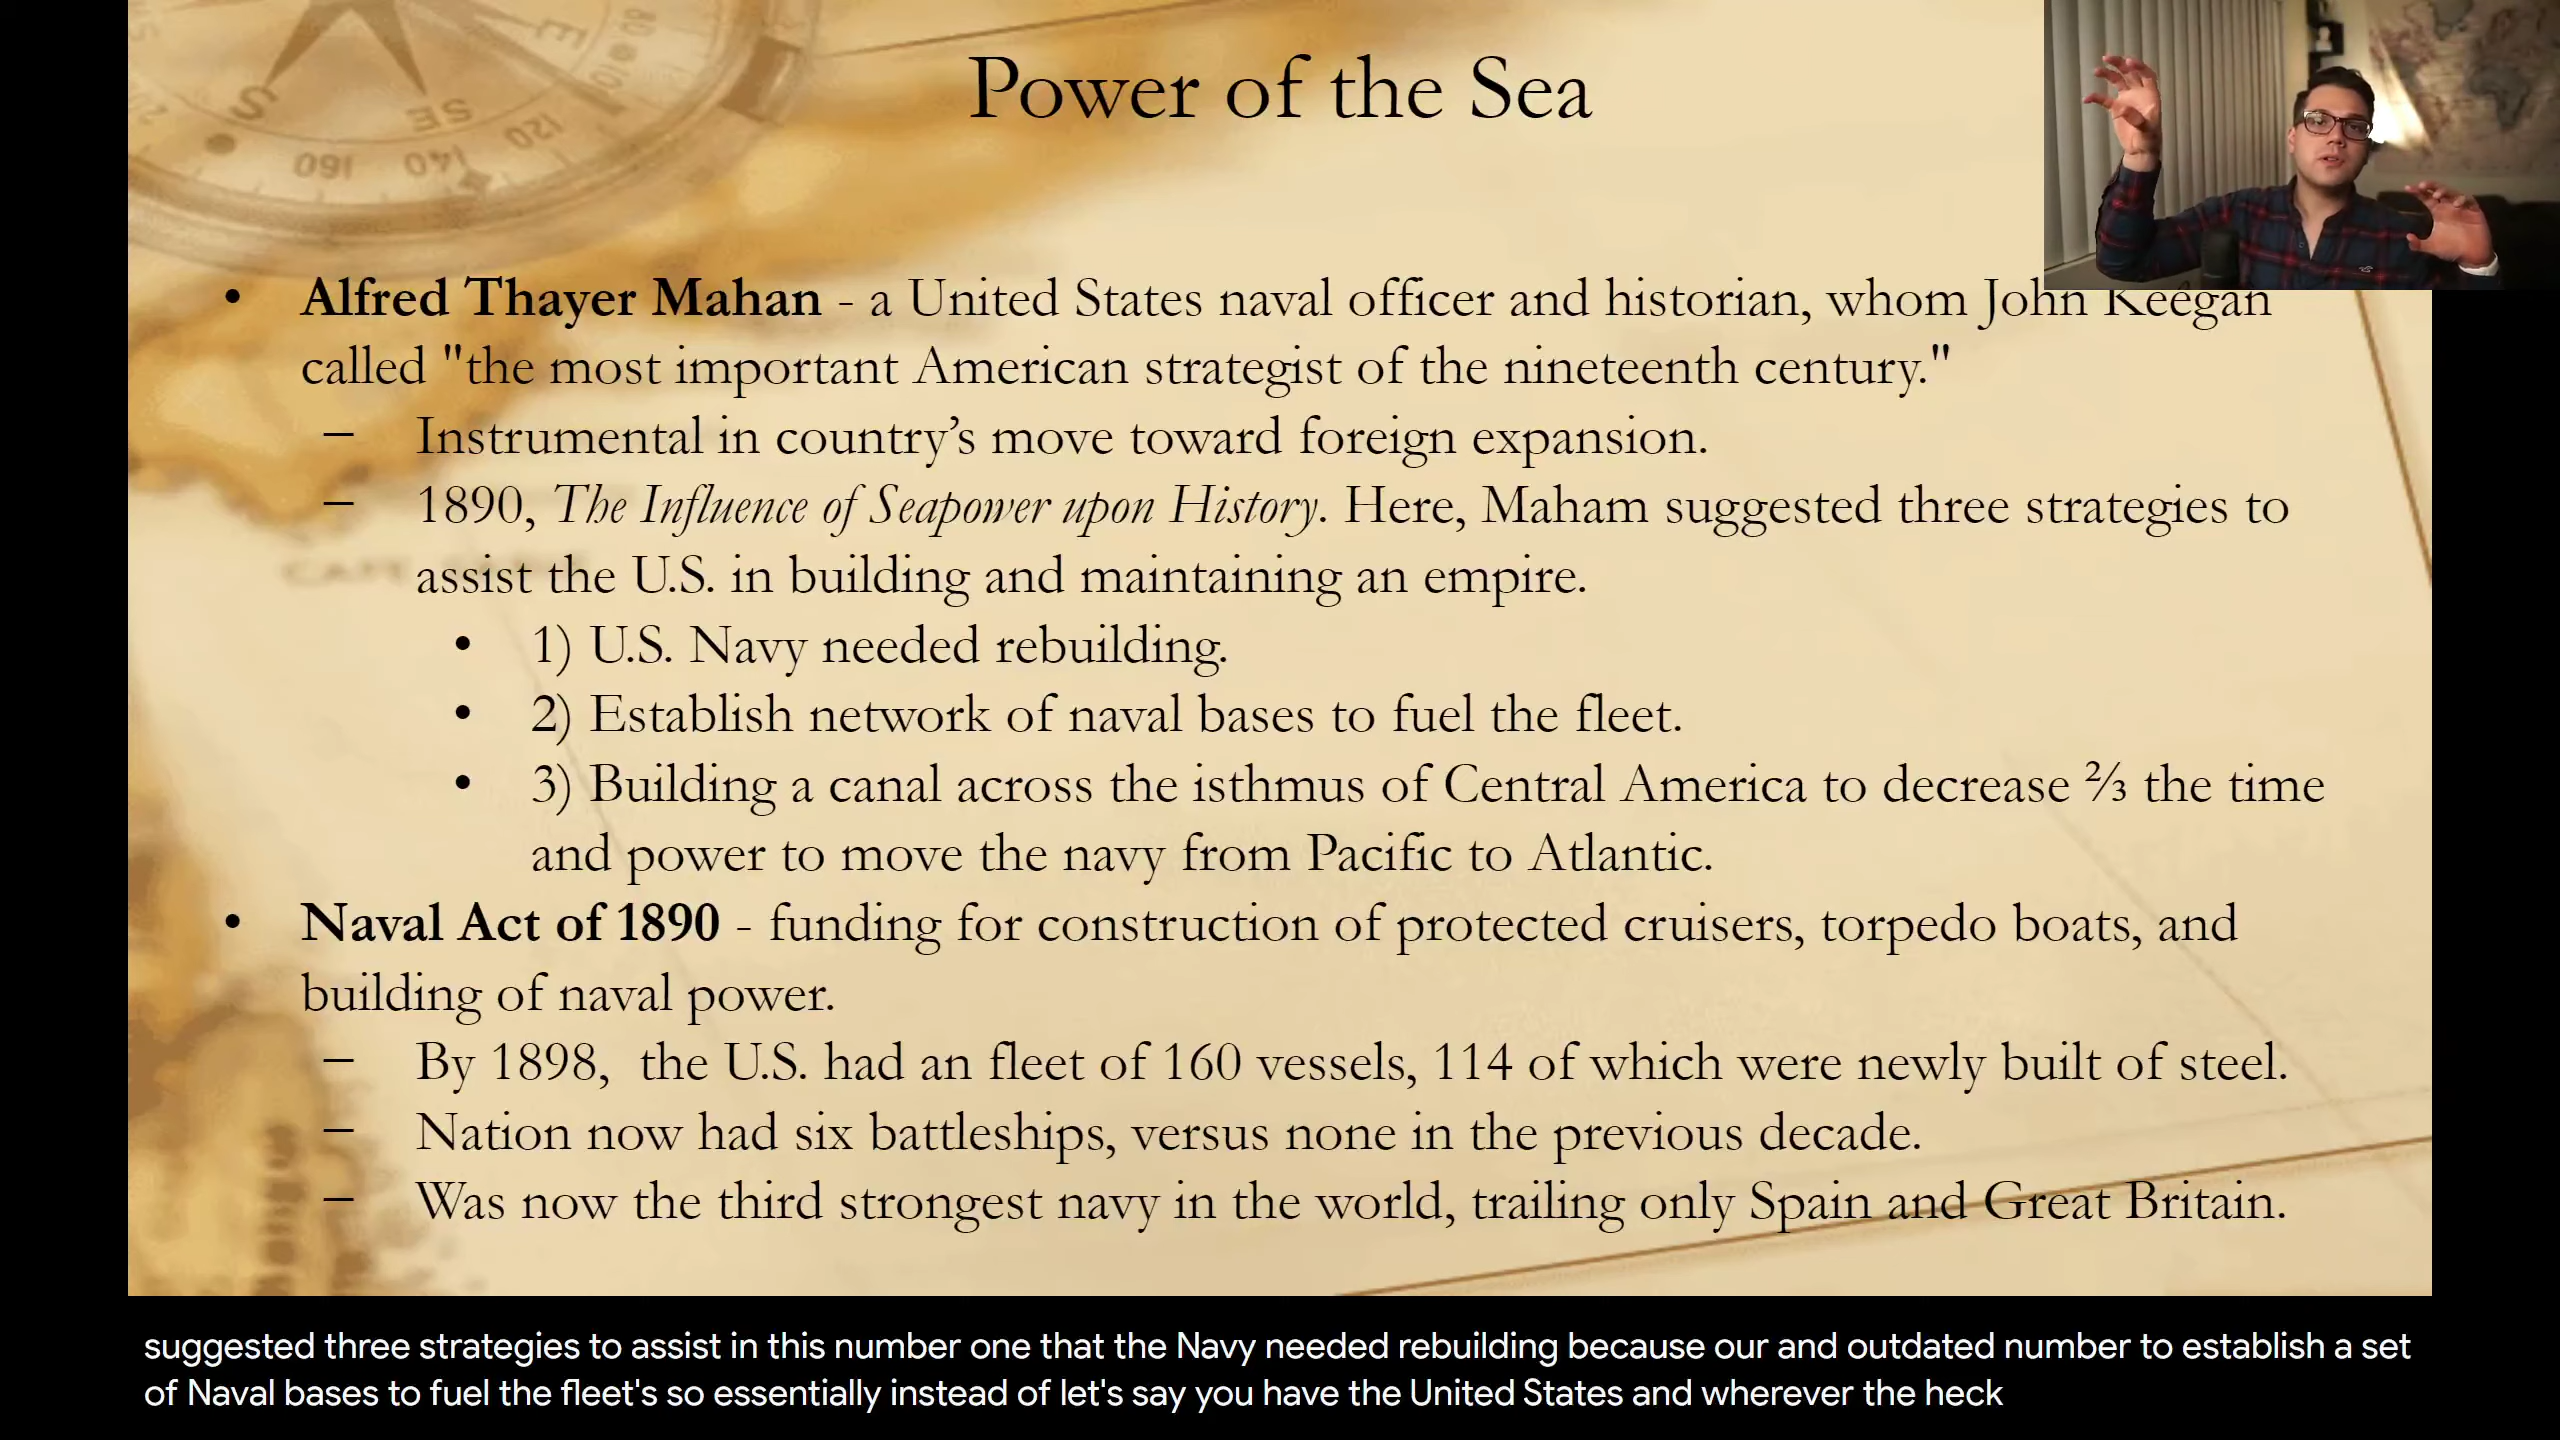 Power of the Sea
• Alfred Thayer Mahan - a United States naval officer and historian, whom John Keegan
called "the most important American strategist of the nineteenth century."
– Instrumental in country’s move toward foreign expansion.
– 1890, The Influence of Seapower upon History. Here, Maham suggested three strategies to
assist the U.S. in building and maintaining an empire.
• 1) U.S. Navy needed rebuilding.
• 2) Establish network of naval bases to fuel the fleet.
• 3) Building a canal across the isthmus of Central America to decrease ⅔ the time
and power to move the navy from Pacific to Atlantic.
• Naval Act of 1890 - funding for construction of protected cruisers, torpedo boats, and
building of naval power.
– By 1898,  the U.S. had an fleet of 160 vessels, 114 of which were newly built of steel.
– Nation now had six battleships, versus none in the previous decade.
– Was now the third strongest navy in the world, trailing only Spain and Great Britain.
suggested three strategies to assist in this number one that the Navy needed rebuilding because our and outdated number to establish a set
of Naval bases to fuel the fleet's so essentially instead of let's say you have the United States and wherever the heck
S
SE
E
160
140
120